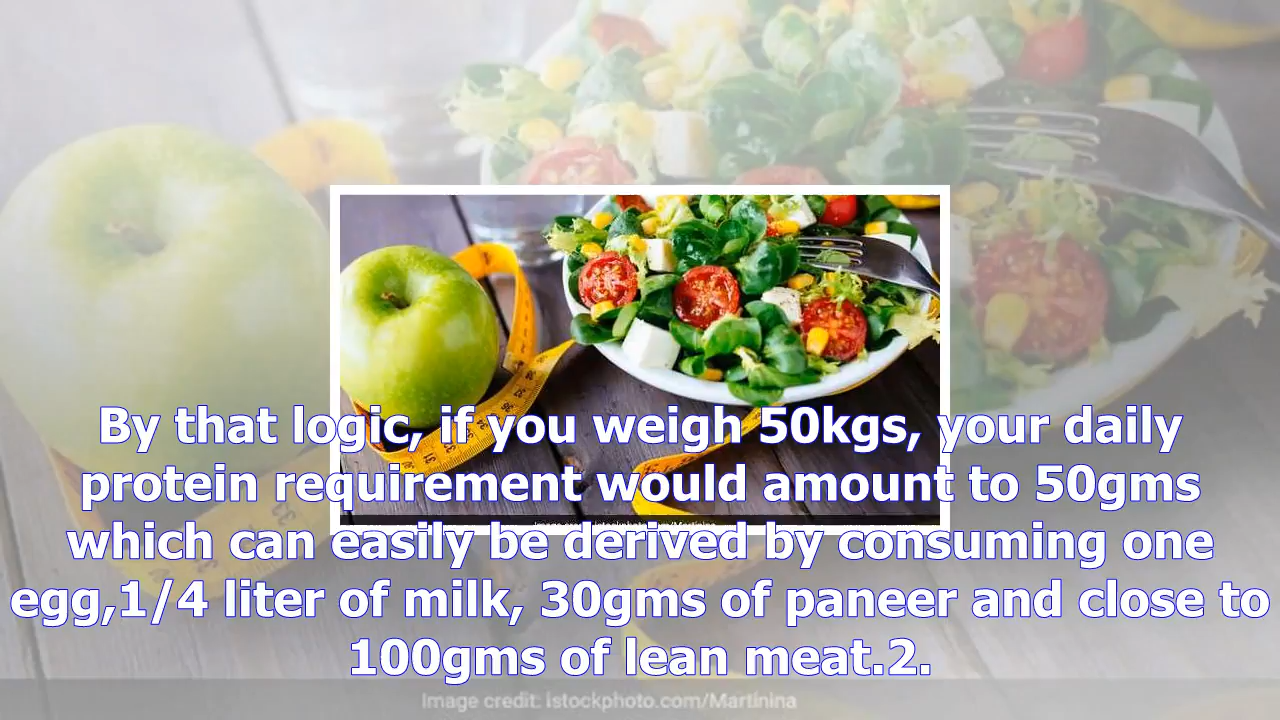 By that logic, if you weigh 50kgs, your daily
protein requirement would amount to 50gms
which can easily be derived by consuming one
egg,1/4 liter of milk, 30gms of paneer and close to
100gms of lean meat.2.
Image credit: istockphoto.com/Martinina